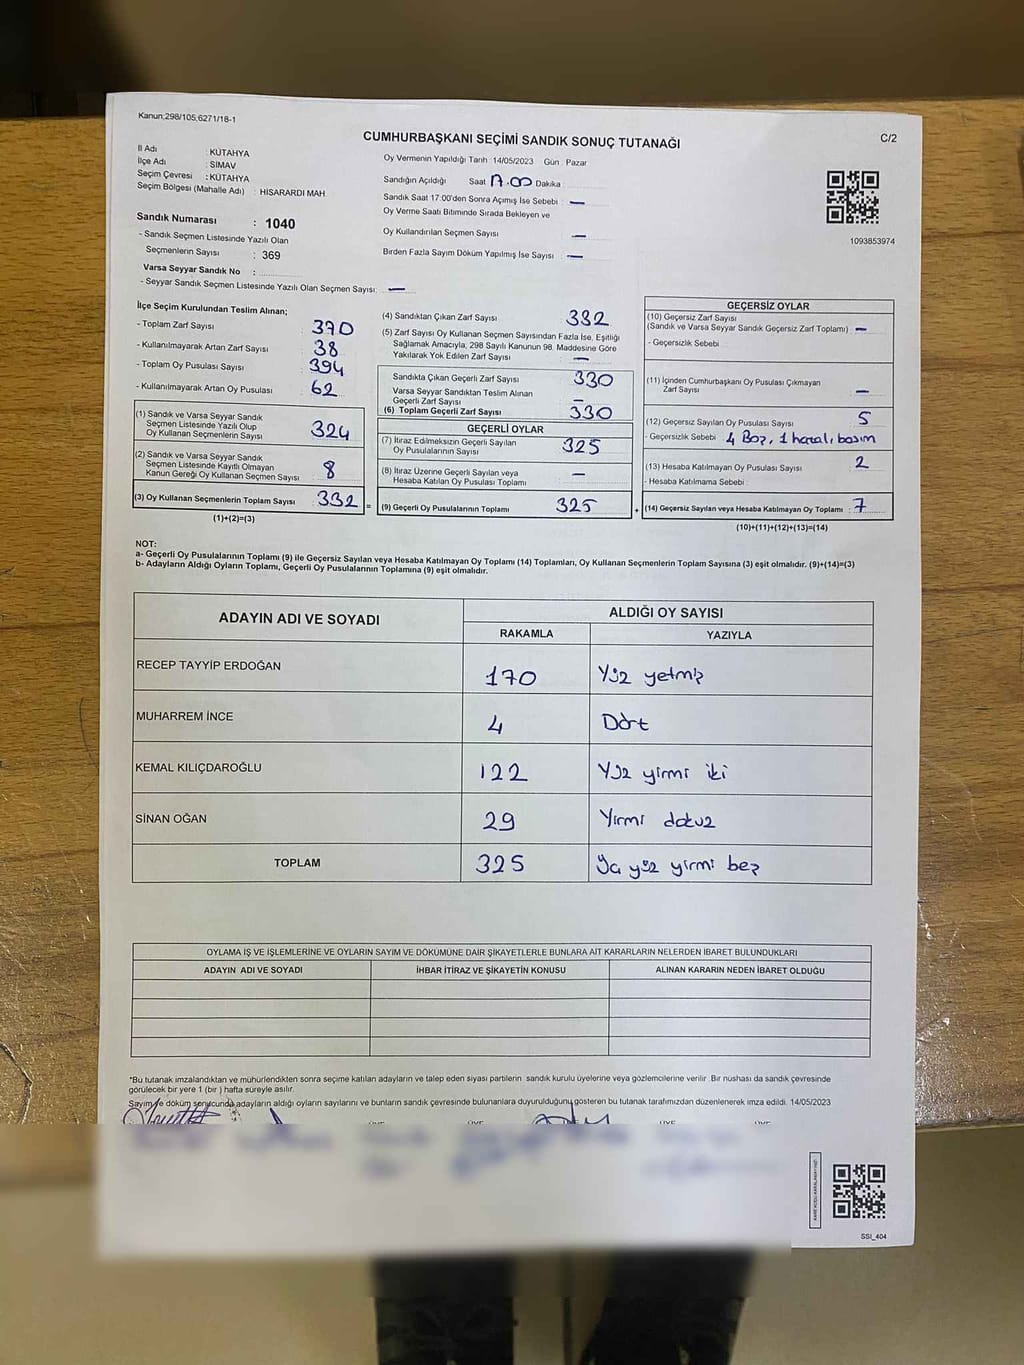 Kanun;298/105,6271/18-1
CUMHURBAŞKANI SEÇİMİ SANDIK SONUÇ TUTANAĞI
C/2
İl Adı : KÜTAHYA
İlçe Adı : SİMAV
Seçim Çevresi : KÜTAHYA
Seçim Bölgesi (Mahalle Adı) : HİSARARDI MAH
Sandık Numarası : 1040
- Sandık Seçmen Listesinde Yazılı Olan
Seçmenlerin Sayısı : 369
Varsa Seyyar Sandık No :
- Seyyar Sandık Seçmen Listesinde Yazılı Olan Seçmen Sayısı: —
Oy Vermenin Yapıldığı Tarih :14/05/2023 Gün : Pazar
Sandığın Açıldığı Saat 17.00 Dakika
Sandık Saat 17:00'den Sonra Açılmış İse Sebebi : —
Oy Verme Saati Bitiminde Sırada Bekleyen ve
Oy Kullandırılan Seçmen Sayısı —
Birden Fazla Sayım Döküm Yapılmış İse Sayısı : —
1093853974
İlçe Seçim Kurulundan Teslim Alınan;
- Toplam Zarf Sayısı : 370
- Kullanılmayarak Artan Zarf Sayısı : 38
- Toplam Oy Pusulası Sayısı : 394
- Kullanılmayarak Artan Oy Pusulası : 62
(1) Sandık ve Varsa Seyyar Sandık
Seçmen Listesinde Yazılı Olup
Oy Kullanan Seçmenlerin Sayısı : 324
(2) Sandık ve Varsa Seyyar Sandık
Seçmen Listesinde Kayıtlı Olmayan
Kanun Gereği Oy Kullanan Seçmen Sayısı : 8
(3) Oy Kullanan Seçmenlerin Toplam Sayısı : 332 =
(1)+(2)=(3)
(4) Sandıktan Çıkan Zarf Sayısı : 332
(5) Zarf Sayısı Oy Kullanan Seçmen Sayısından Fazla İse, Eşitliği
Sağlamak Amacıyla, 298 Sayılı Kanunun 98. Maddesine Göre
Yakılarak Yok Edilen Zarf Sayısı : —
Sandıkta Çıkan Geçerli Zarf Sayısı : 330
Varsa Seyyar Sandıktan Teslim Alınan
Geçerli Zarf Sayısı : —
(6) Toplam Geçerli Zarf Sayısı : 330
GEÇERLİ OYLAR
(7) İtiraz Edilmeksizin Geçerli Sayılan
Oy Pusulalarının Sayısı : 325
(8) İtiraz Üzerine Geçerli Sayılan veya
Hesaba Katılan Oy Pusulası Toplamı : —
(9) Geçerli Oy Pusulalarının Toplamı : 325 +
GEÇERSİZ OYLAR
(10) Geçersiz Zarf Sayısı
(Sandık ve Varsa Seyyar Sandık Geçersiz Zarf Toplamı) : —
- Geçersizlik Sebebi :
(11) İçinden Cumhurbaşkanı Oy Pusulası Çıkmayan
Zarf Sayısı : —
(12) Geçersiz Sayılan Oy Pusulası Sayısı : 5
- Geçersizlik Sebebi : 4 Boş, 1 hatalı basım
(13) Hesaba Katılmayan Oy Pusulası Sayısı : 2
- Hesaba Katılmama Sebebi :
(14) Geçersiz Sayılan veya Hesaba Katılmayan Oy Toplamı : 7
(10)+(11)+(12)+(13)=(14)
NOT:
a- Geçerli Oy Pusulalarının Toplamı (9) ile Geçersiz Sayılan veya Hesaba Katılmayan Oy Toplamı (14) Toplamları, Oy Kullanan Seçmenlerin Toplam Sayısına (3) eşit olmalıdır. (9)+(14)=(3)
b- Adayların Aldığı Oyların Toplamı, Geçerli Oy Pusulalarının Toplamına (9) eşit olmalıdır.
ADAYIN ADI VE SOYADI ALDIĞI OY SAYISI
RAKAMLA YAZIYLA
RECEP TAYYİP ERDOĞAN 170 Yüz yetmiş
MUHARREM İNCE 4 Dört
KEMAL KILIÇDAROĞLU 122 Yüz yirmi iki
SİNAN OĞAN 29 Yirmi dokuz
TOPLAM 325 yüz yirmi beş
OYLAMA İŞ VE İŞLEMLERİNE VE OYLARIN SAYIM VE DÖKÜMÜNE DAİR ŞİKAYETLERLE BUNLARA AİT KARARLARIN NELERDEN İBARET BULUNDUKLARI
ADAYIN ADI VE SOYADI İHBAR İTİRAZ VE ŞİKAYETİN KONUSU ALINAN KARARIN NEDEN İBARET OLDUĞU
*Bu tutanak imzalandıktan ve mühürlendikten sonra seçime katılan adayların ve talep eden siyasi partilerin sandık kurulu üyelerine veya gözlemcilerine verilir. Bir nüshası da sandık çevresinde
görülecek bir yere 1 (bir ) hafta süreyle asılır.
Sayım ve döküm sonucunda adayların aldığı oyların sayılarını ve bunların sandık çevresinde bulunanlara duyurulduğunu gösteren bu tutanak tarafımızdan düzenlenerek imza edildi. 14/05/2023
SSI_404